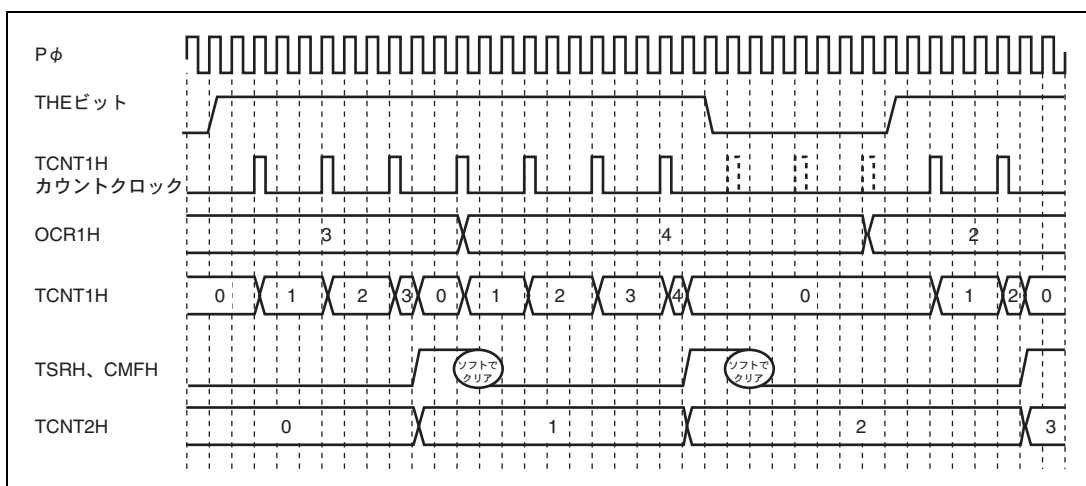 Pφ
THEビット
TCNT1H
カウントクロック
OCR1H 3 4 2
TCNT1H 0 1 2 3 0 1 2 3 4 0 1 2 0
TSRH、CMFH ソフトで クリア ソフトで クリア
TCNT2H 0 1 2 3